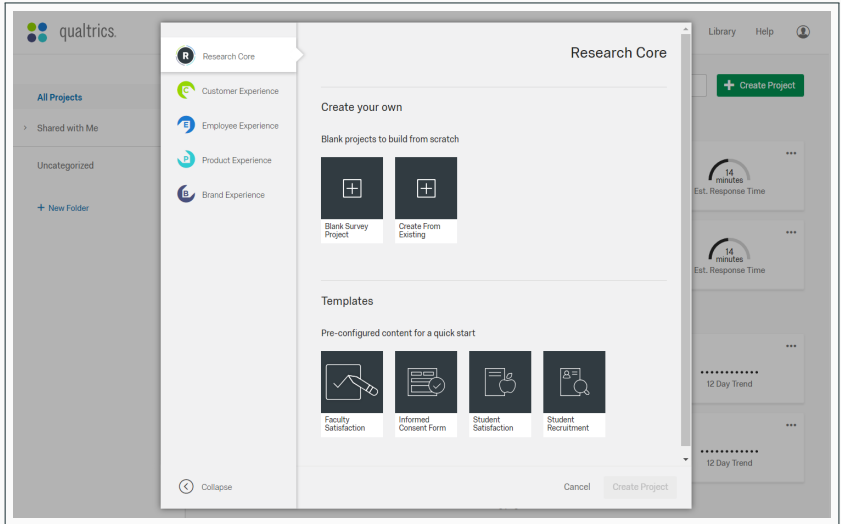 qualtrics.
Library
Help
All Projects
Shared with Me
Uncategorized
+ New Folder
+ Create Project
14
minutes
Est. Response Time
14
minutes
Est. Response Time
12 Day Trend
12 Day Trend
R Research Core
C Customer Experience
E Employee Experience
P Product Experience
B Brand Experience
Collapse
Research Core
Create your own
Blank projects to build from scratch
Blank Survey
Project
Create From
Existing
Templates
Pre-configured content for a quick start
Faculty
Satisfaction
Informed
Consent Form
Student
Satisfaction
Student
Recruitment
Cancel
Create Project